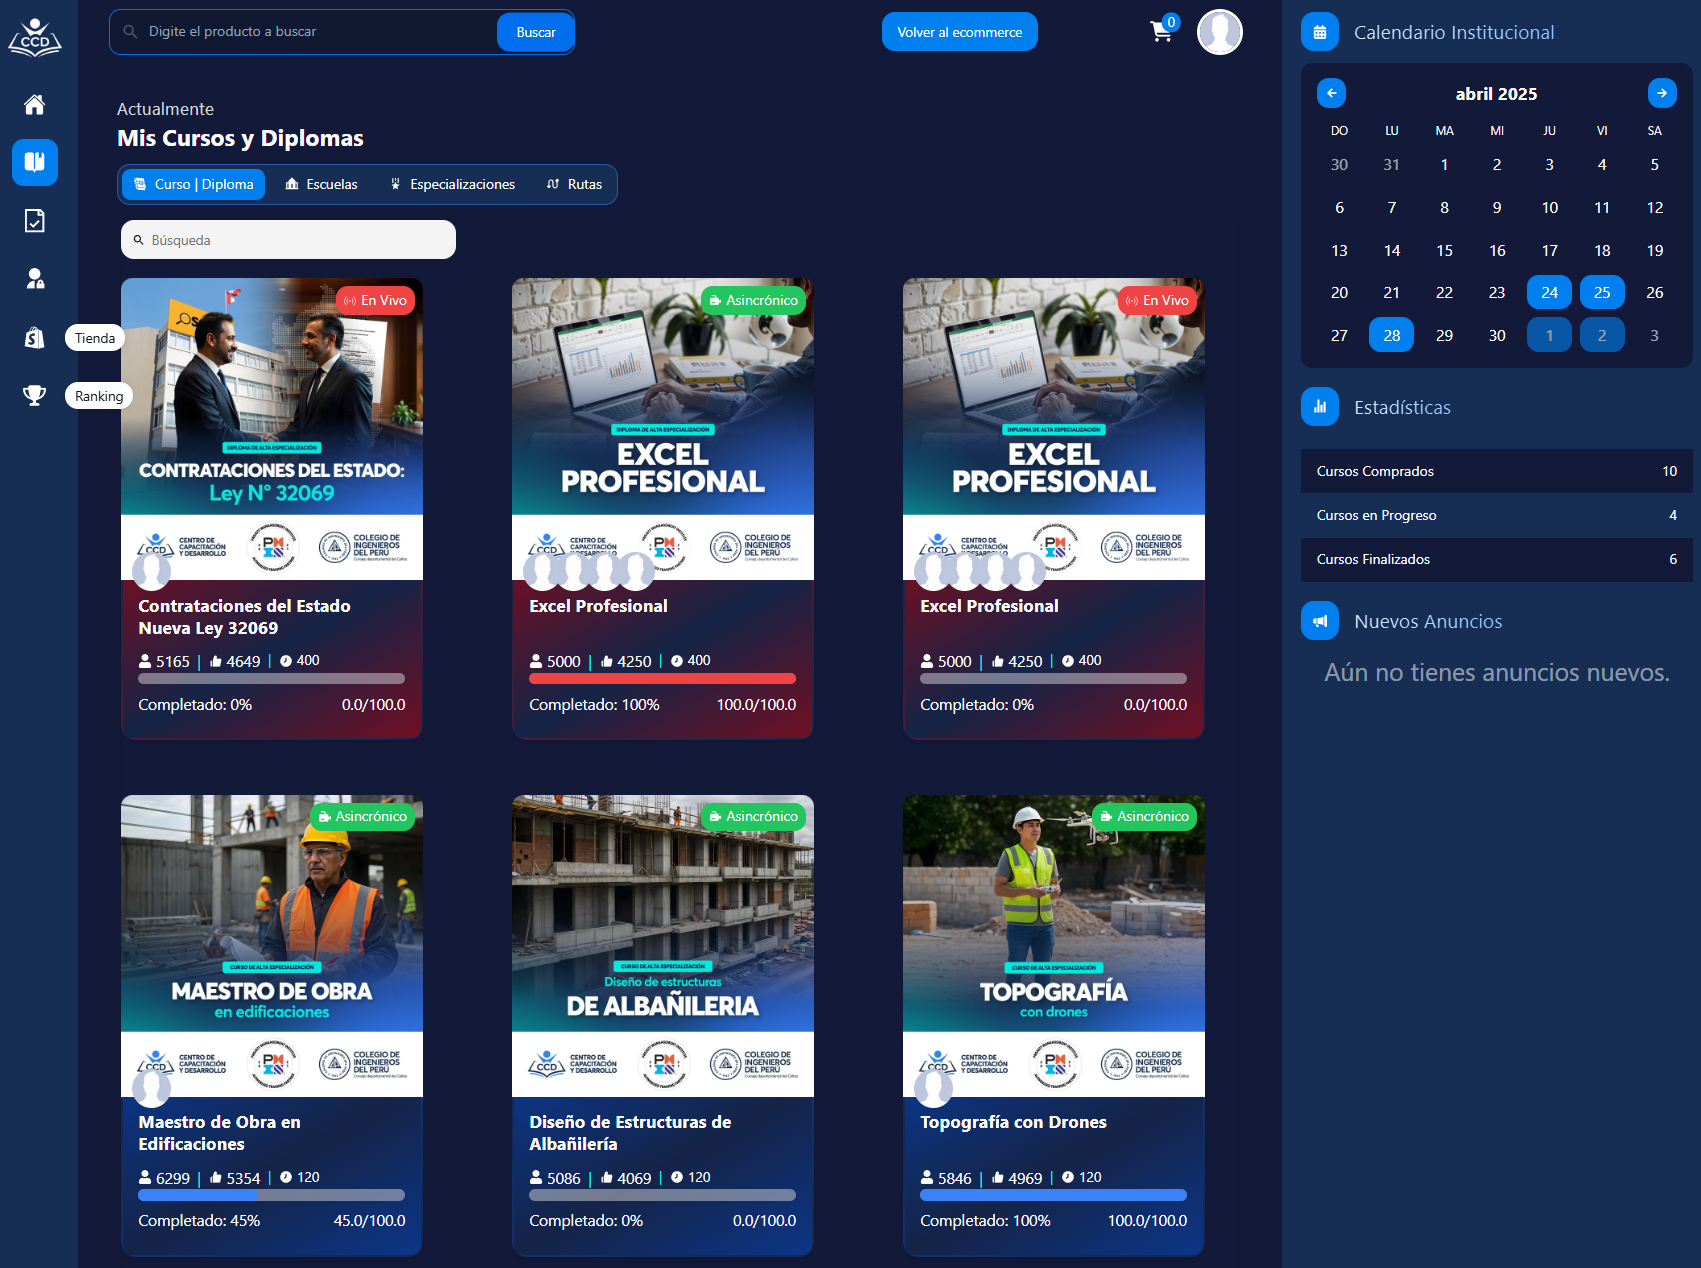 CCD
Digite el producto a buscar
Buscar
Volver al ecommerce
0
Tienda
Ranking
Actualmente
Mis Cursos y Diplomas
Curso | Diploma
Escuelas
Especializaciones
Rutas
Búsqueda
En Vivo
DIPLOMA DE ALTA ESPECIALIZACIÓN
CONTRATACIONES DEL ESTADO:
Ley N° 32069
CCD
CENTRO DE
CAPACITACIÓN
Y DESARROLLO
COLEGIO DE
INGENIEROS
DEL PERÚ
Contrataciones del Estado
Nueva Ley 32069
5165 | 4649 | 400
Completado: 0% 0.0/100.0
Asincrónico
DIPLOMA DE ALTA ESPECIALIZACIÓN
EXCEL
PROFESIONAL
CCD
CENTRO DE
CAPACITACIÓN
Y DESARROLLO
COLEGIO DE
INGENIEROS
DEL PERÚ
Excel Profesional
5000 | 4250 | 400
Completado: 100% 100.0/100.0
En Vivo
DIPLOMA DE ALTA ESPECIALIZACIÓN
EXCEL
PROFESIONAL
CCD
CENTRO DE
CAPACITACIÓN
Y DESARROLLO
COLEGIO DE
INGENIEROS
DEL PERÚ
Excel Profesional
5000 | 4250 | 400
Completado: 0% 0.0/100.0
Asincrónico
CURSO DE ALTA ESPECIALIZACIÓN
MAESTRO DE OBRA
en edificaciones
CCD
CENTRO DE
CAPACITACIÓN
Y DESARROLLO
COLEGIO DE
INGENIEROS
DEL PERÚ
Maestro de Obra en
Edificaciones
6299 | 5354 | 120
Completado: 45% 45.0/100.0
Asincrónico
CURSO DE ALTA ESPECIALIZACIÓN
Diseño de estructuras
DE ALBAÑILERIA
CCD
CENTRO DE
CAPACITACIÓN
Y DESARROLLO
COLEGIO DE
INGENIEROS
DEL PERÚ
Diseño de Estructuras de
Albañilería
5086 | 4069 | 120
Completado: 0% 0.0/100.0
Asincrónico
CURSO DE ALTA ESPECIALIZACIÓN
TOPOGRAFÍA
con drones
CCD
CENTRO DE
CAPACITACIÓN
Y DESARROLLO
COLEGIO DE
INGENIEROS
DEL PERÚ
Topografía con Drones
5846 | 4969 | 120
Completado: 100% 100.0/100.0
Calendario Institucional
abril 2025
DO LU MA MI JU VI SA
30 31 1 2 3 4 5
6 7 8 9 10 11 12
13 14 15 16 17 18 19
20 21 22 23 24 25 26
27 28 29 30 1 2 3
Estadísticas
Cursos Comprados 10
Cursos en Progreso 4
Cursos Finalizados 6
Nuevos Anuncios
Aún no tienes anuncios nuevos.